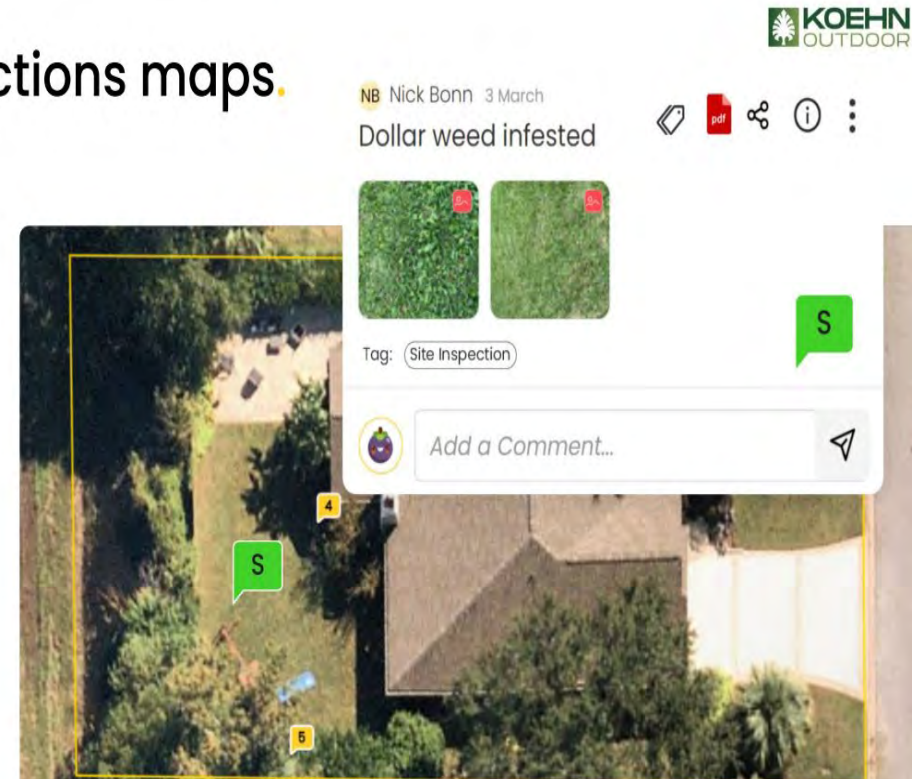 KOEHN
OUTDOOR
ctions maps.
NB Nick Bonn 3 March
Dollar weed infested
pdf
S
Tag: Site Inspection
Add a Comment...
4
S
5